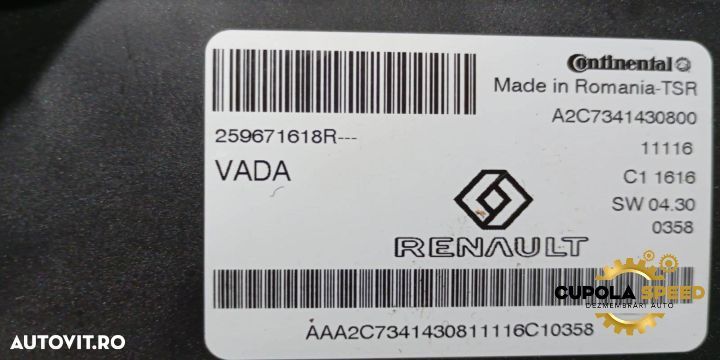 Continental
Made in Romania-TSR
A2C7341430800
259671618R---
11116
VADA
C1 1616
SW 04.30
0358
RENAULT
CUPOLA SPEED
DEZMEMBRĂRI AUTO
AAA2C7341430811116C10358
AUTOVIT.RO